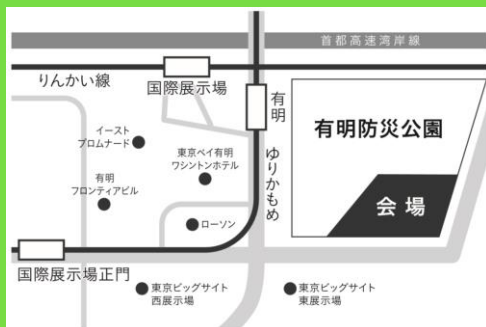 首都高速湾岸線
りんかい線
国際展示場
有明
ゆりかもめ
有明防災公園
会場
イースト
プロムナード
東京ベイ有明
ワシントンホテル
有明
フロンティアビル
ローソン
国際展示場正門
東京ビッグサイト
西展示場
東京ビッグサイト
東展示場